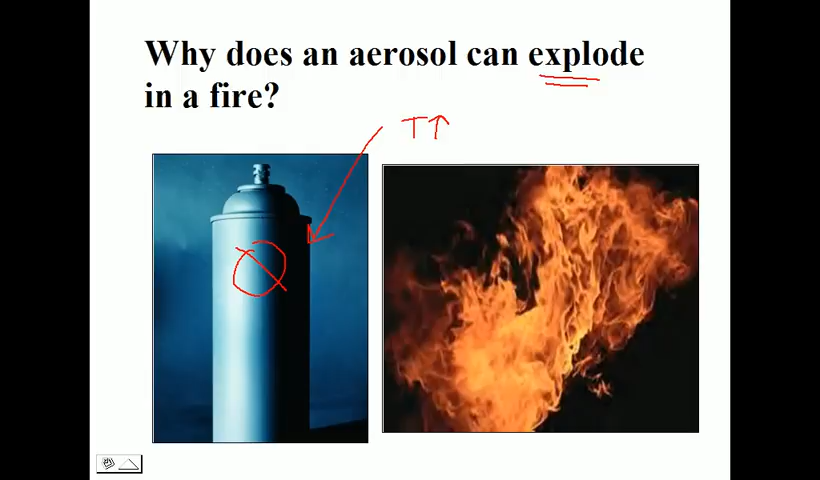 Why does an aerosol can explode
in a fire?
T↑